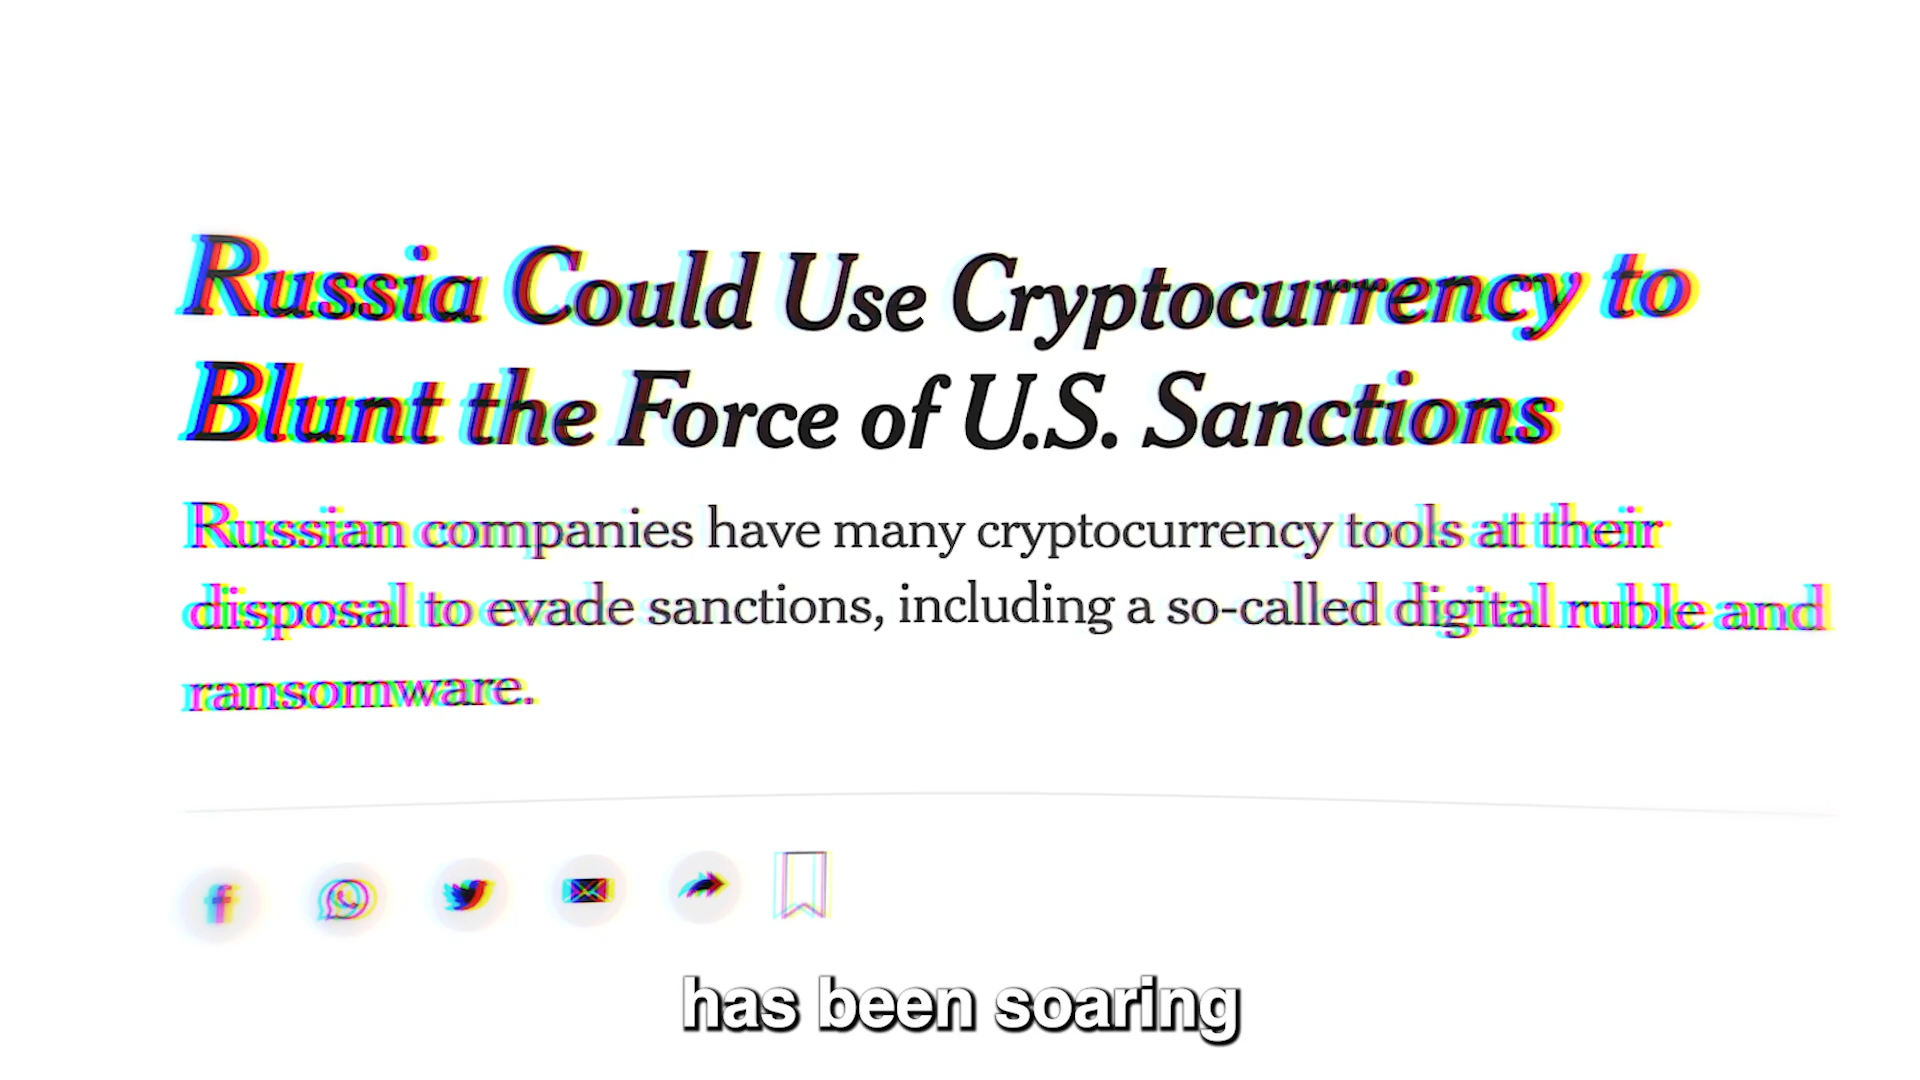 Russia Could Use Cryptocurrency to
Blunt the Force of U.S. Sanctions
Russian companies have many cryptocurrency tools at their
disposal to evade sanctions, including a so-called digital ruble and
ransomware.
has been soaring